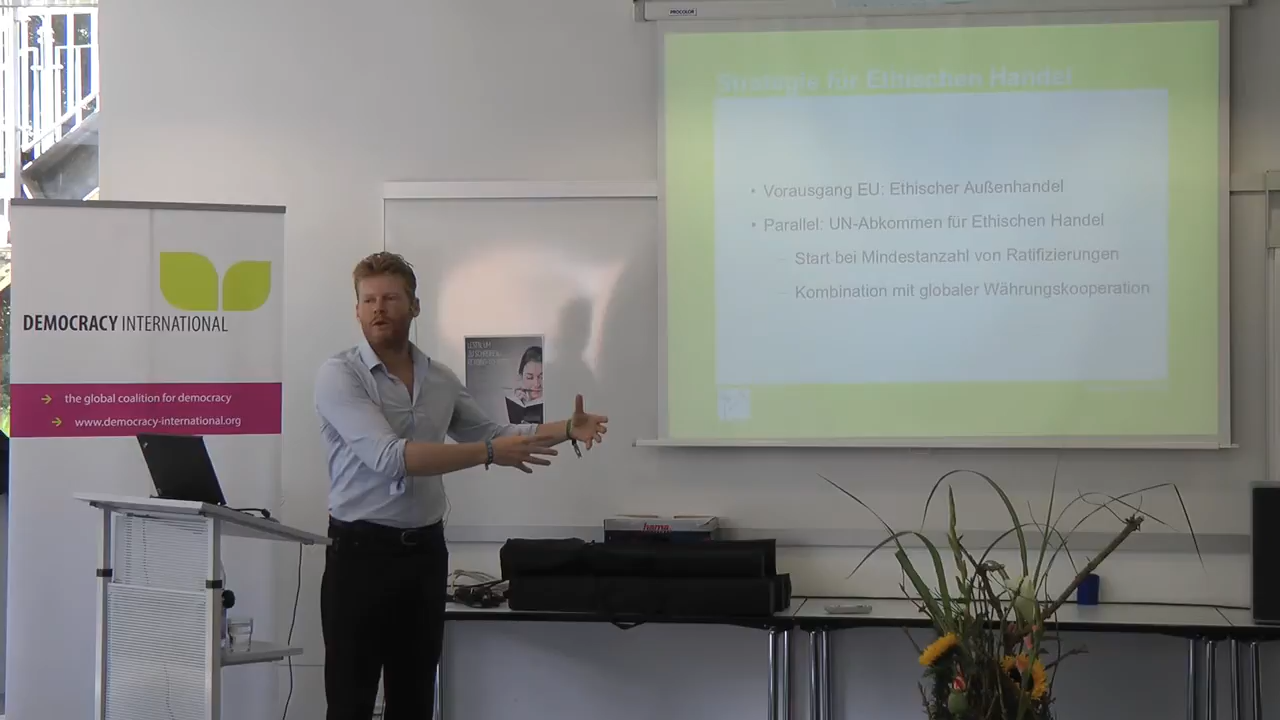 PROCOLOR
Strategie für Ethischen Handel
• Vorausgang EU: Ethischer Außenhandel
• Parallel: UN-Abkommen für Ethischen Handel
– Start bei Mindestanzahl von Ratifizierungen
– Kombination mit globaler Währungskooperation
DEMOCRACY INTERNATIONAL
the global coalition for democracy
www.democracy-international.org
hama